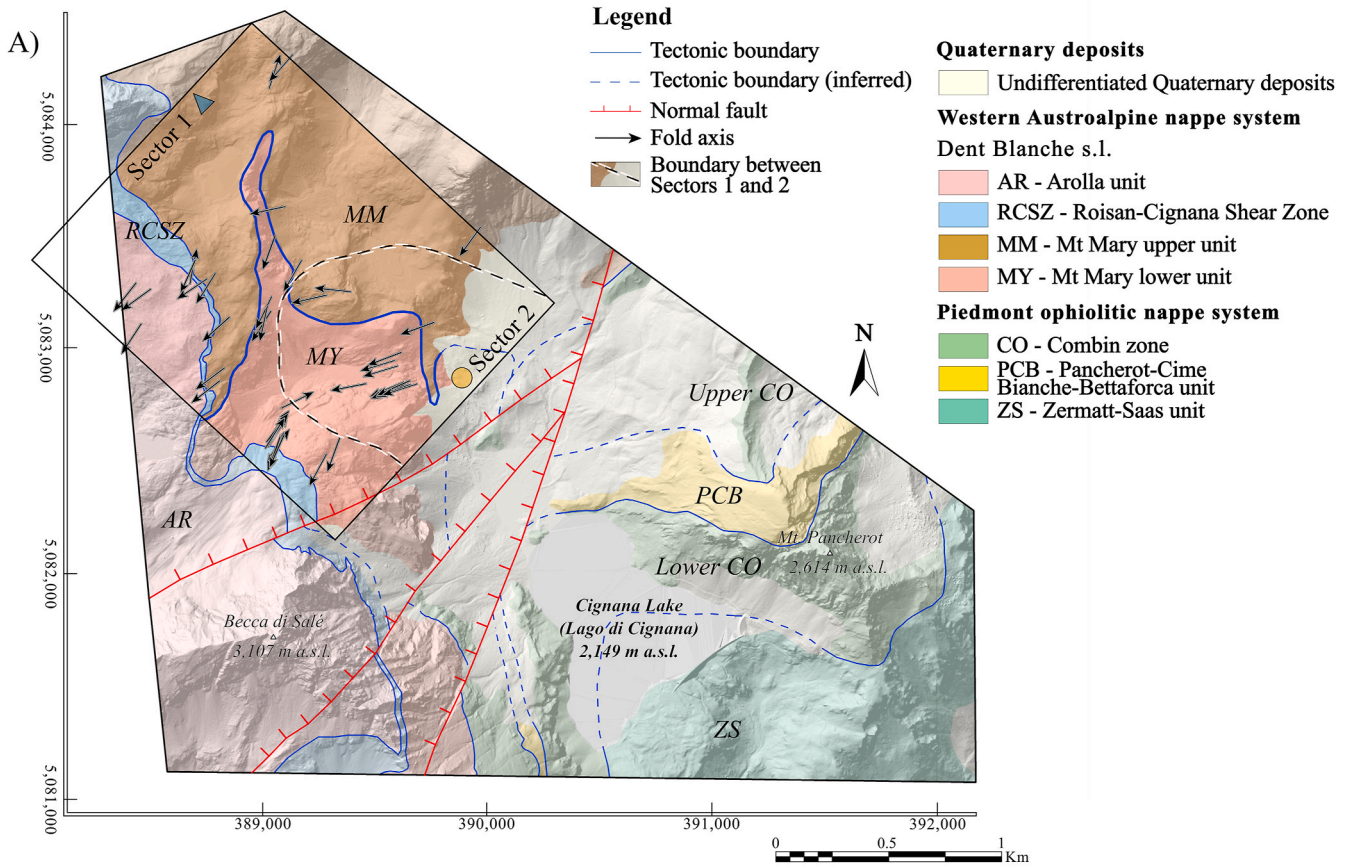 A)
Legend
Tectonic boundary
Tectonic boundary (inferred)
Normal fault
Fold axis
Boundary between
Sectors 1 and 2
Quaternary deposits
Undifferentiated Quaternary deposits
Western Austroalpine nappe system
Dent Blanche s.l.
AR - Arolla unit
RCSZ - Roisan-Cignana Shear Zone
MM - Mt Mary upper unit
MY - Mt Mary lower unit
Piedmont ophiolitic nappe system
CO - Combin zone
PCB - Pancherot-Cime
Bianche-Bettaforca unit
ZS - Zermatt-Saas unit
5,084,000
5,083,000
5,082,000
5,081,000
Sector 1
RCSZ
MM
MY
Sector 2
N
Upper CO
PCB
AR
Mt. Pancherot
2,614 m a.s.l.
Lower CO
Cignana Lake
(Lago di Cignana)
2,149 m a.s.l.
Becca di Salé
3,107 m a.s.l.
ZS
389,000
390,000
391,000
392,000
0
0.5
1
Km